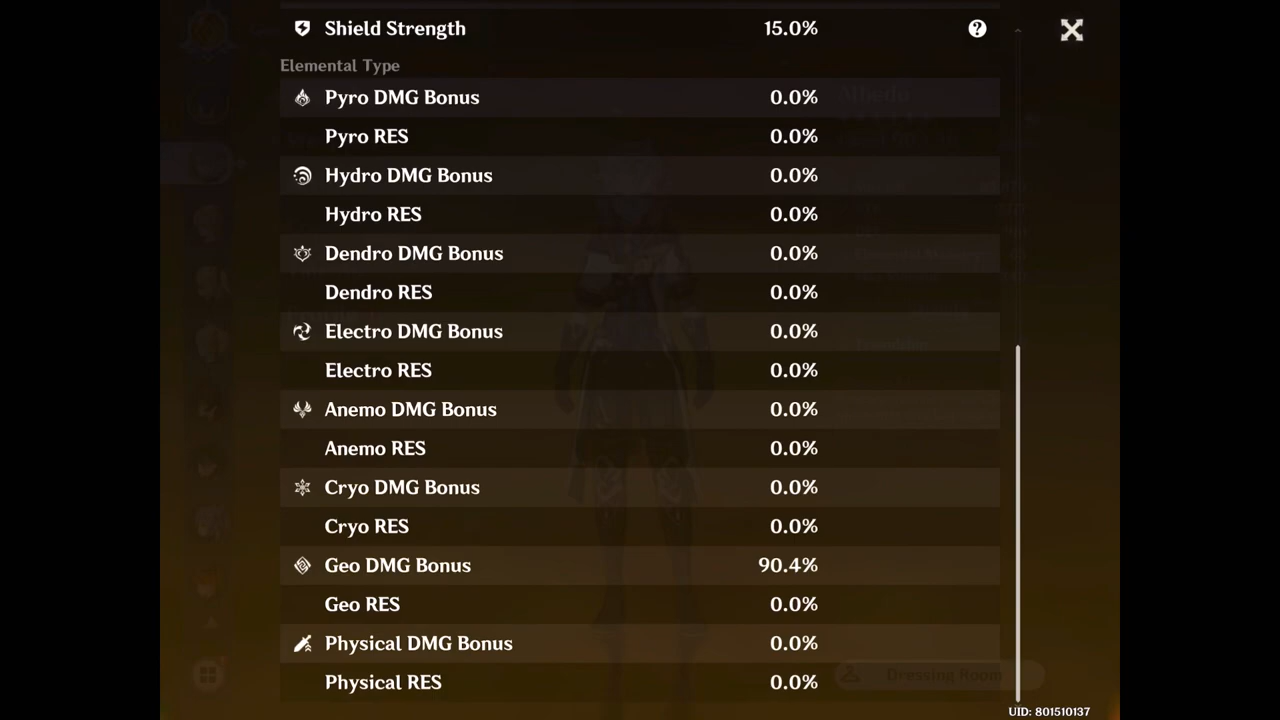 Shield Strength 15.0% ?
Elemental Type
Pyro DMG Bonus 0.0%
Pyro RES 0.0%
Hydro DMG Bonus 0.0%
Hydro RES 0.0%
Dendro DMG Bonus 0.0%
Dendro RES 0.0%
Electro DMG Bonus 0.0%
Electro RES 0.0%
Anemo DMG Bonus 0.0%
Anemo RES 0.0%
Cryo DMG Bonus 0.0%
Cryo RES 0.0%
Geo DMG Bonus 90.4%
Geo RES 0.0%
Physical DMG Bonus 0.0%
Physical RES 0.0%
Albedo
Dressing Room
UID: 801510137